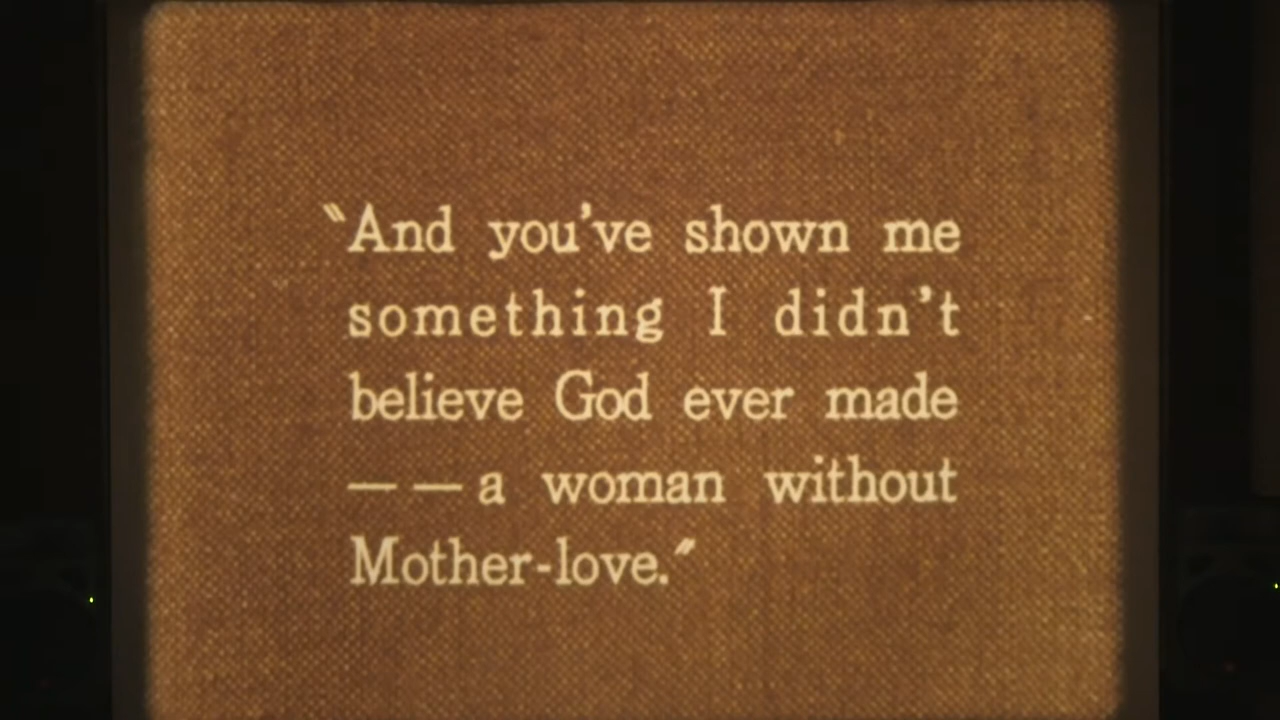 “And you’ve shown me
something I didn’t
believe God ever made
— — a woman without
Mother-love.”